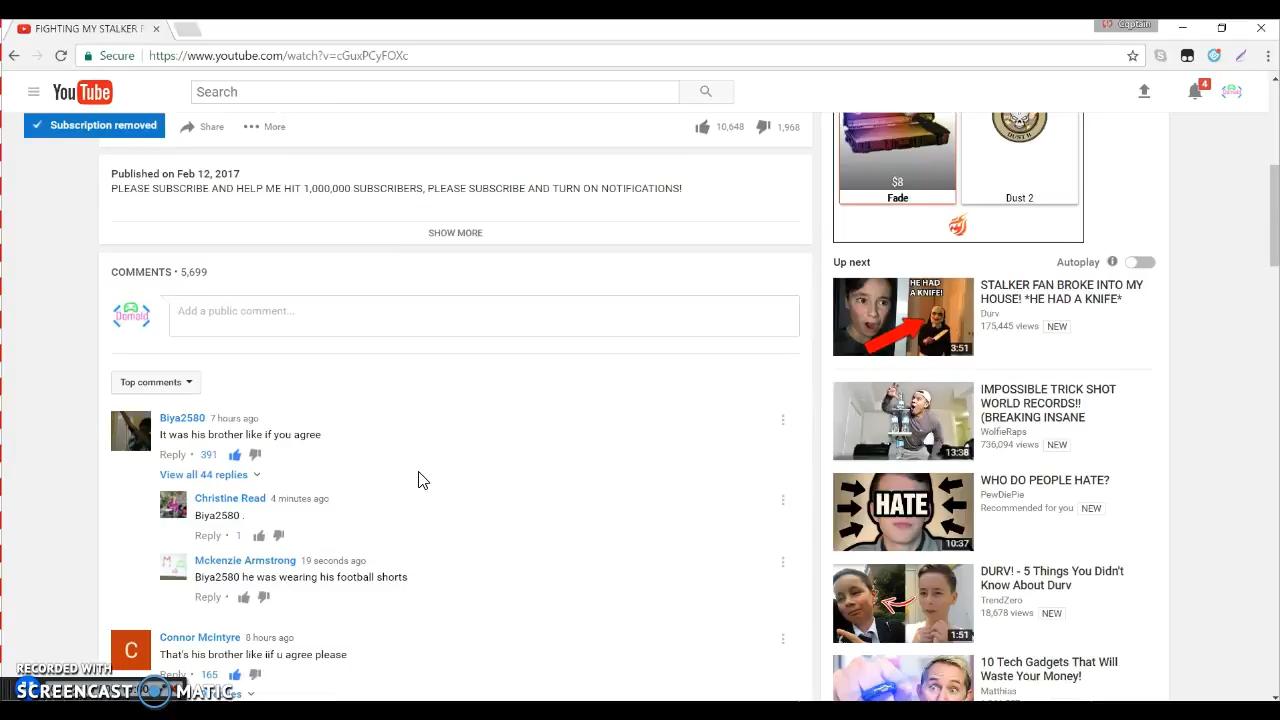 FIGHTING MY STALKER F
Captain
Secure
https://www.youtube.com/watch?v=cGuxPCyFOXc
YouTube
Search
4
Subscription removed
Share
More
10,648
1,968
Published on Feb 12, 2017
PLEASE SUBSCRIBE AND HELP ME HIT 1,000,000 SUBSCRIBERS, PLEASE SUBSCRIBE AND TURN ON NOTIFICATIONS!
SHOW MORE
COMMENTS • 5,699
Donald
Add a public comment...
Top comments
Biya2580 7 hours ago
It was his brother like if you agree
Reply • 391
View all 44 replies
Christine Read 4 minutes ago
Biya2580 .
Reply • 1
Mckenzie Armstrong 19 seconds ago
Biya2580 he was wearing his football shorts
Reply •
C
Connor Mcintyre 8 hours ago
That's his brother like iif u agree please
Reply • 165
RECORDED WITH
SCREENCAST MATIC
$8
Fade
DUST II
Dust 2
Up next
Autoplay
HE HAD
A KNIFE!
3:51
STALKER FAN BROKE INTO MY
HOUSE! *HE HAD A KNIFE*
Durv
175,445 views NEW
13:38
IMPOSSIBLE TRICK SHOT
WORLD RECORDS!!
(BREAKING INSANE
WolfieRaps
736,094 views NEW
HATE
10:37
WHO DO PEOPLE HATE?
PewDiePie
Recommended for you NEW
1:51
DURV! - 5 Things You Didn't
Know About Durv
TrendZero
18,678 views NEW
10 Tech Gadgets That Will
Waste Your Money!
Matthias